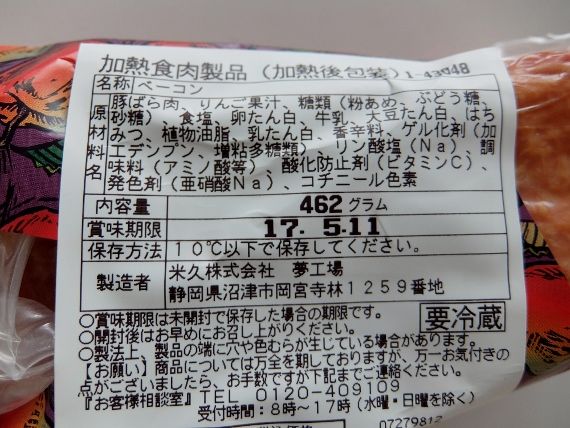 加熱食肉製品（加熱後包装）1-43948
名称 ベーコン
原材料名
豚ばら肉、りんご果汁、糖類（粉あめ、ぶどう糖、
砂糖）、食塩、卵たん白、牛乳、大豆たん白、はち
みつ、植物油脂、乳たん白、香辛料、ゲル化剤（加
工デンプン、増粘多糖類）、リン酸塩（Na）、調
味料（アミノ酸等）、酸化防止剤（ビタミンC）、
発色剤（亜硝酸Na）、コチニール色素
内容量 462グラム
賞味期限 17. 5.11
保存方法 10℃以下で保存してください。
製造者 米久株式会社 夢工場
静岡県沼津市岡宮寺林1259番地
○賞味期限は未開封で保存した場合の期限です。
○開封後はお早めにお召し上がりください。
要冷蔵
○製法上、製品の端に穴や色むらが生じている場合があります。
【お願い】商品については万全を期しておりますが、万一お気付きの
点がございましたら、お手数ですが下記までご連絡ください。
『お客様相談室』TEL 0120-409109
受付時間：8時～17時（水曜・日曜を除く）
07279812